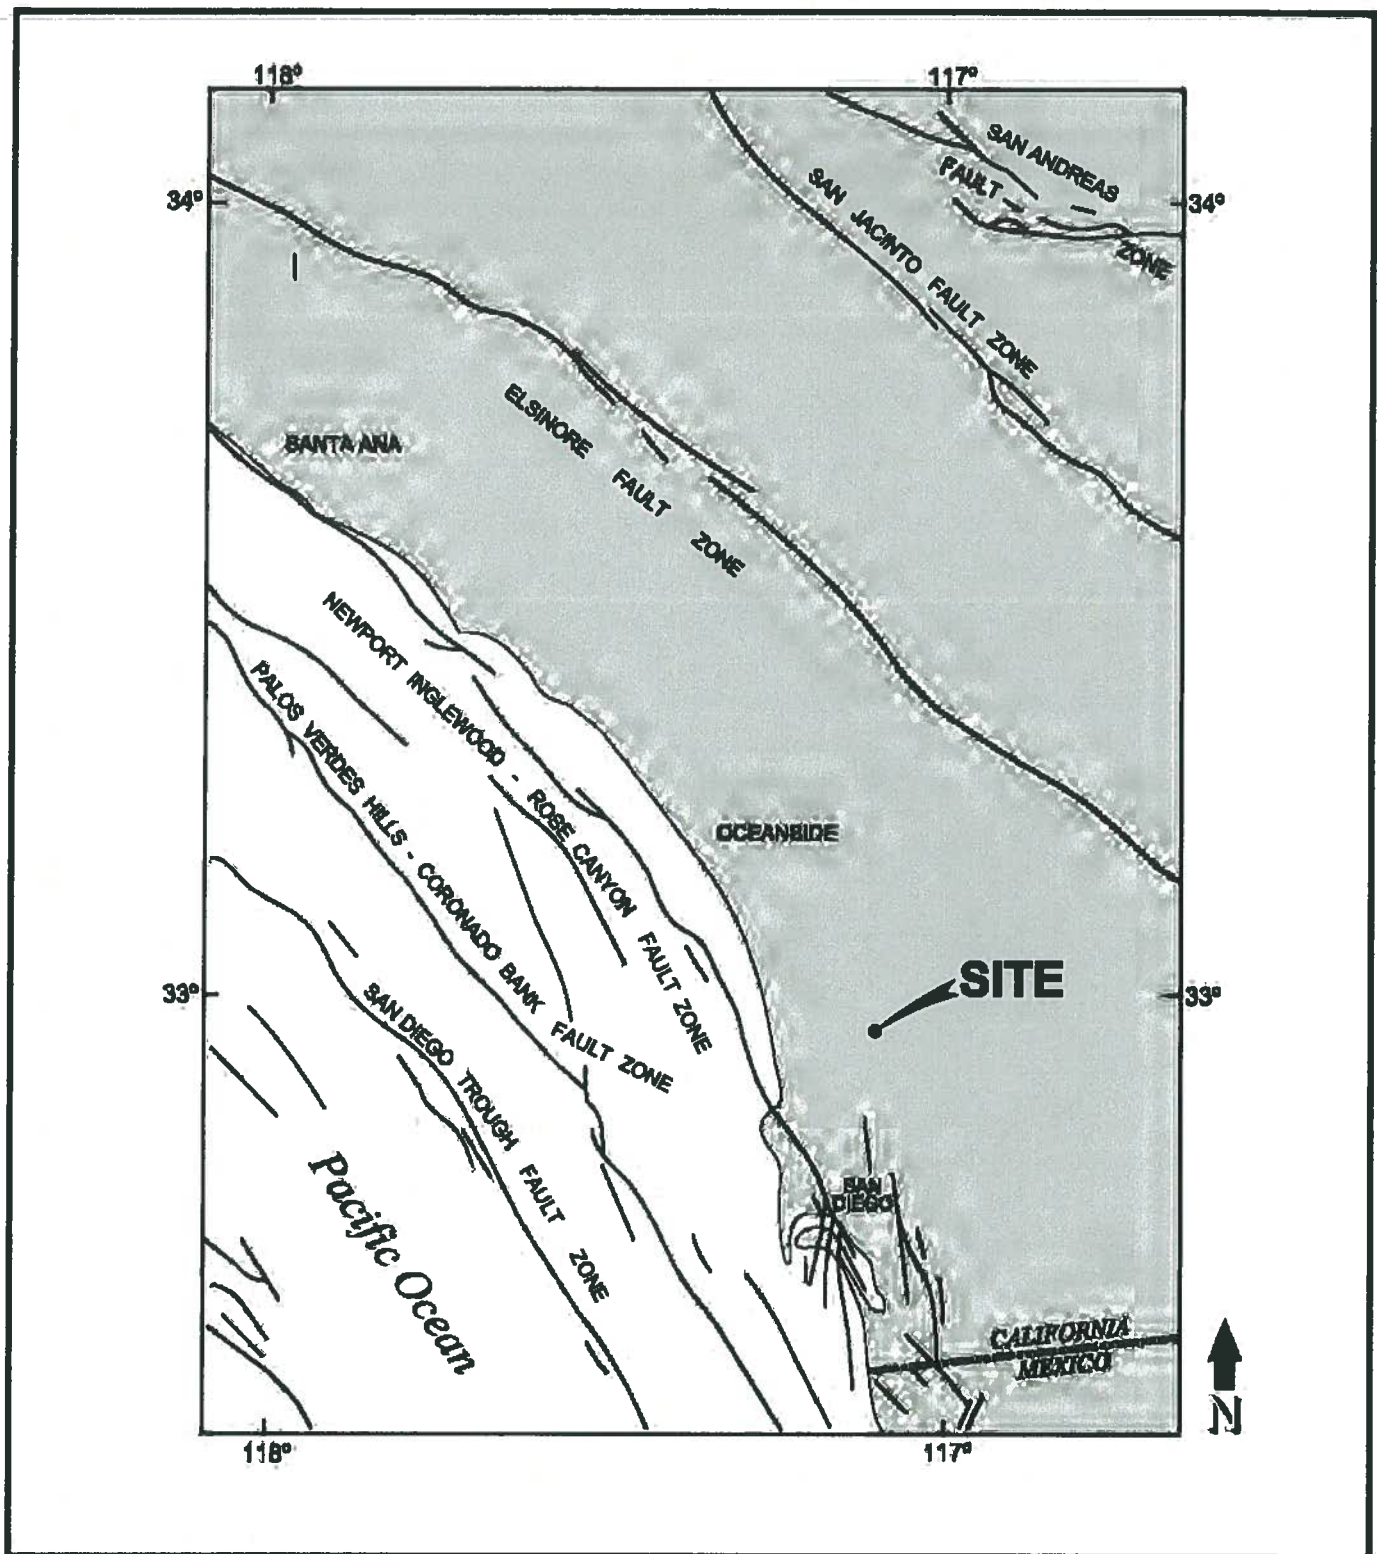 118° 117°
SAN ANDREAS
FAULT
ZONE
34° 34°
SAN JACINTO FAULT ZONE
ELSINORE FAULT ZONE
SANTA ANA
NEWPORT INGLEWOOD - ROSE CANYON FAULT ZONE
PALOS VERDES HILLS - CORONADO BANK FAULT ZONE
OCEANSIDE
SITE
33° 33°
SAN DIEGO TROUGH FAULT ZONE
Pacific Ocean
SAN
DIEGO
CALIFORNIA
MEXICO
N
118° 117°